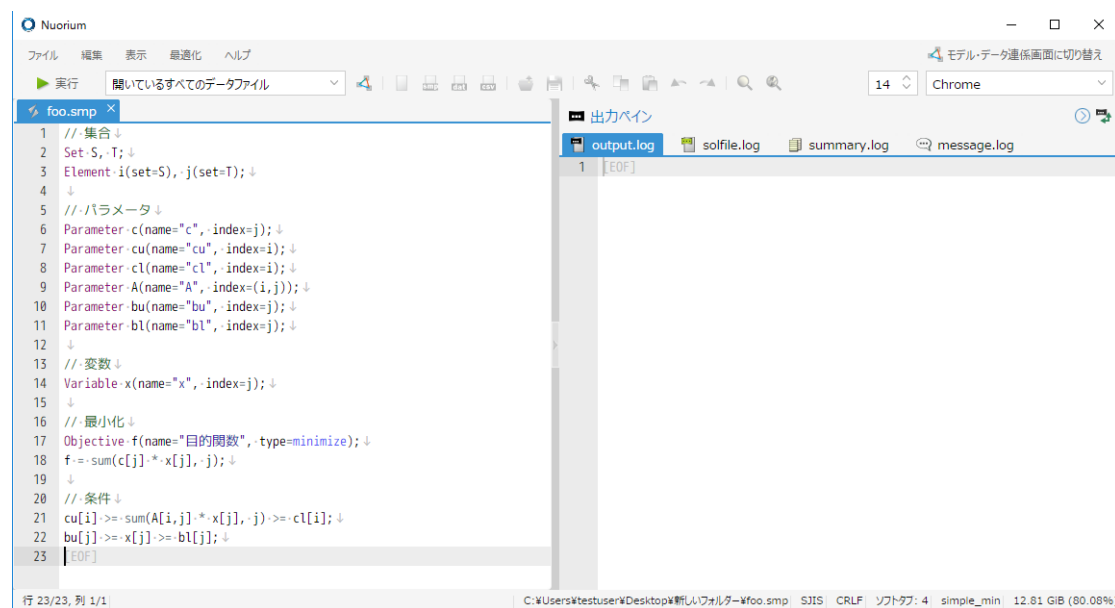 Nuorium
ファイル 編集 表示 最適化 ヘルプ モデル・データ連係画面に切り替え
実行 開いているすべてのデータファイル 14 Chrome
foo.smp ×
1 // 集合↓
2 Set S, T;↓
3 Element i(set=S), j(set=T);↓
4 ↓
5 // パラメータ↓
6 Parameter c(name="c", index=j);↓
7 Parameter cu(name="cu", index=i);↓
8 Parameter cl(name="cl", index=i);↓
9 Parameter A(name="A", index=(i,j));↓
10 Parameter bu(name="bu", index=j);↓
11 Parameter bl(name="bl", index=j);↓
12 ↓
13 // 変数↓
14 Variable x(name="x", index=j);↓
15 ↓
16 // 最小化↓
17 Objective f(name="目的関数", type=minimize);↓
18 f = sum(c[j] * x[j], j);↓
19 ↓
20 // 条件↓
21 cu[i] >= sum(A[i,j] * x[j], j) >= cl[i];↓
22 bu[j] >= x[j] >= bl[j];↓
23 [EOF]
出力ペイン
output.log solfile.log summary.log message.log
1 [EOF]
行 23/23, 列 1/1 C:¥Users¥testuser¥Desktop¥新しいフォルダー¥foo.smp SJIS CRLF ソフトタブ: 4 simple_min 12.81 GiB (80.08%